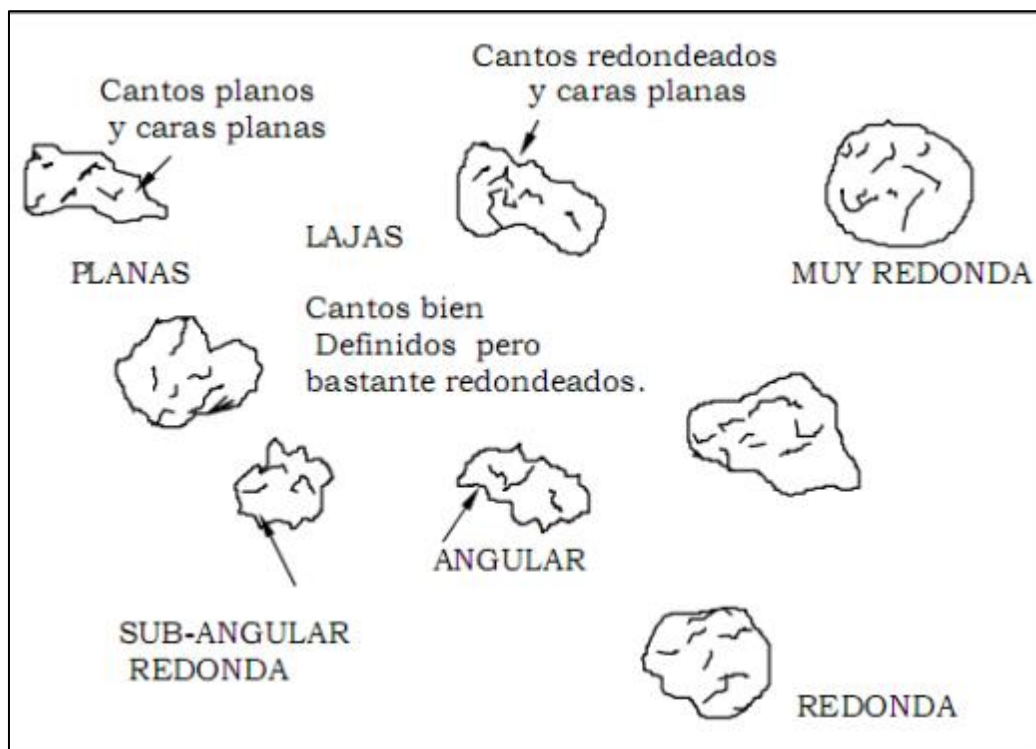 Cantos planos
y caras planas
Cantos redondeados
y caras planas
LAJAS
PLANAS
MUY REDONDA
Cantos bien
Definidos pero
bastante redondeados.
ANGULAR
SUB-ANGULAR
REDONDA
REDONDA